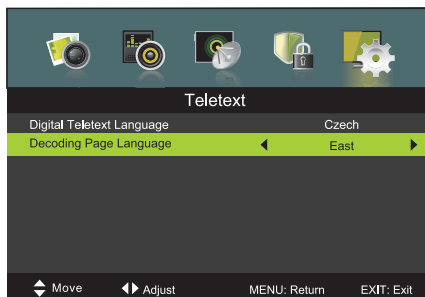 Teletext
Digital Teletext Language Czech
Decoding Page Language East
Move Adjust MENU: Return EXIT: Exit